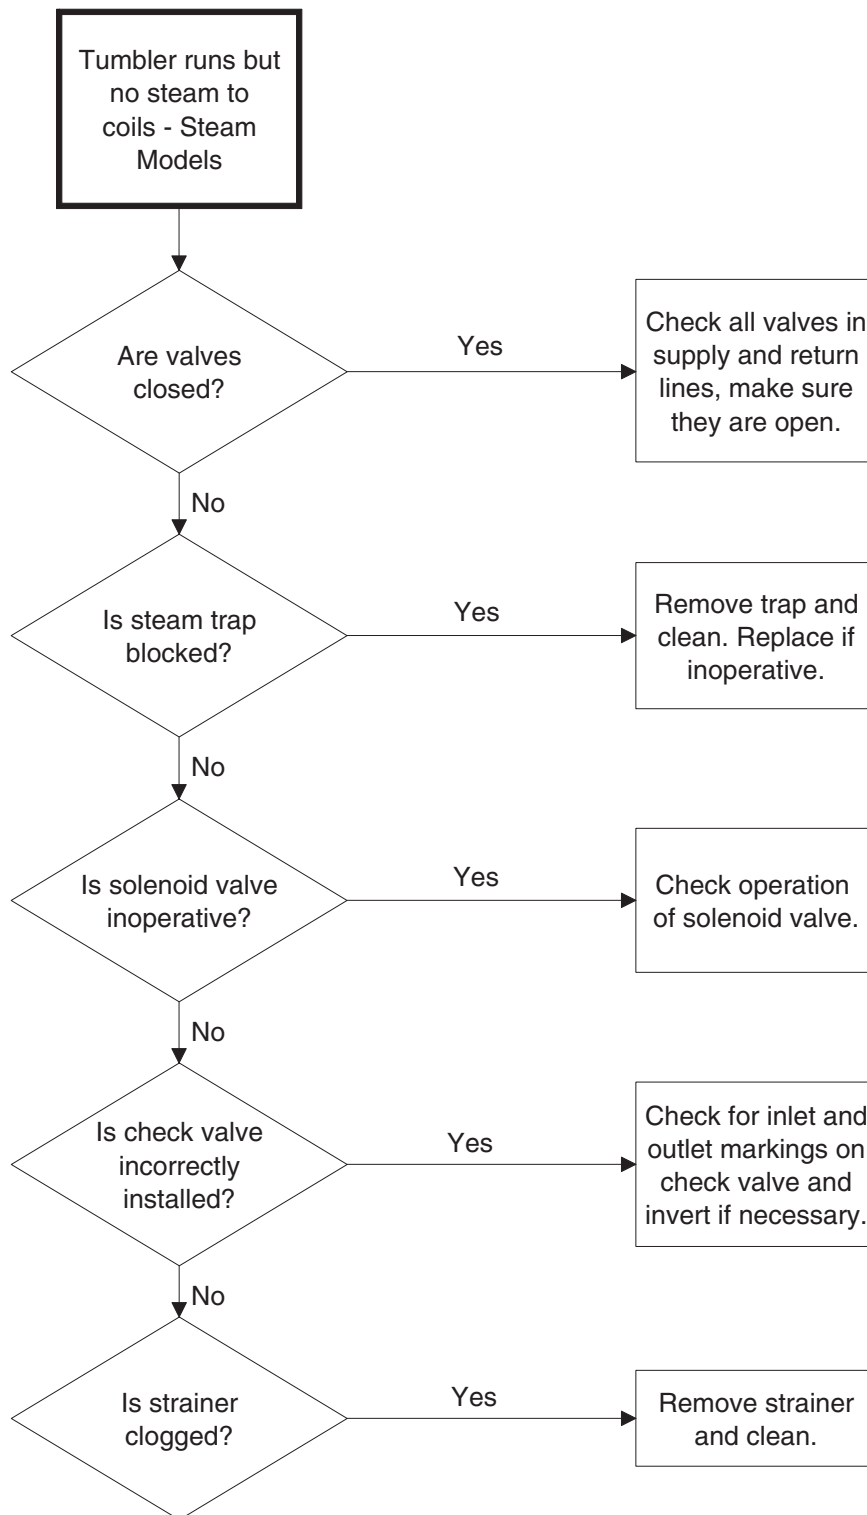 Tumbler runs but
no steam to
coils - Steam
Models
Are valves
closed?
Yes
Check all valves in
supply and return
lines, make sure
they are open.
No
Is steam trap
blocked?
Yes
Remove trap and
clean. Replace if
inoperative.
No
Is solenoid valve
inoperative?
Yes
Check operation
of solenoid valve.
No
Is check valve
incorrectly
installed?
Yes
Check for inlet and
outlet markings on
check valve and
invert if necessary.
No
Is strainer
clogged?
Yes
Remove strainer
and clean.